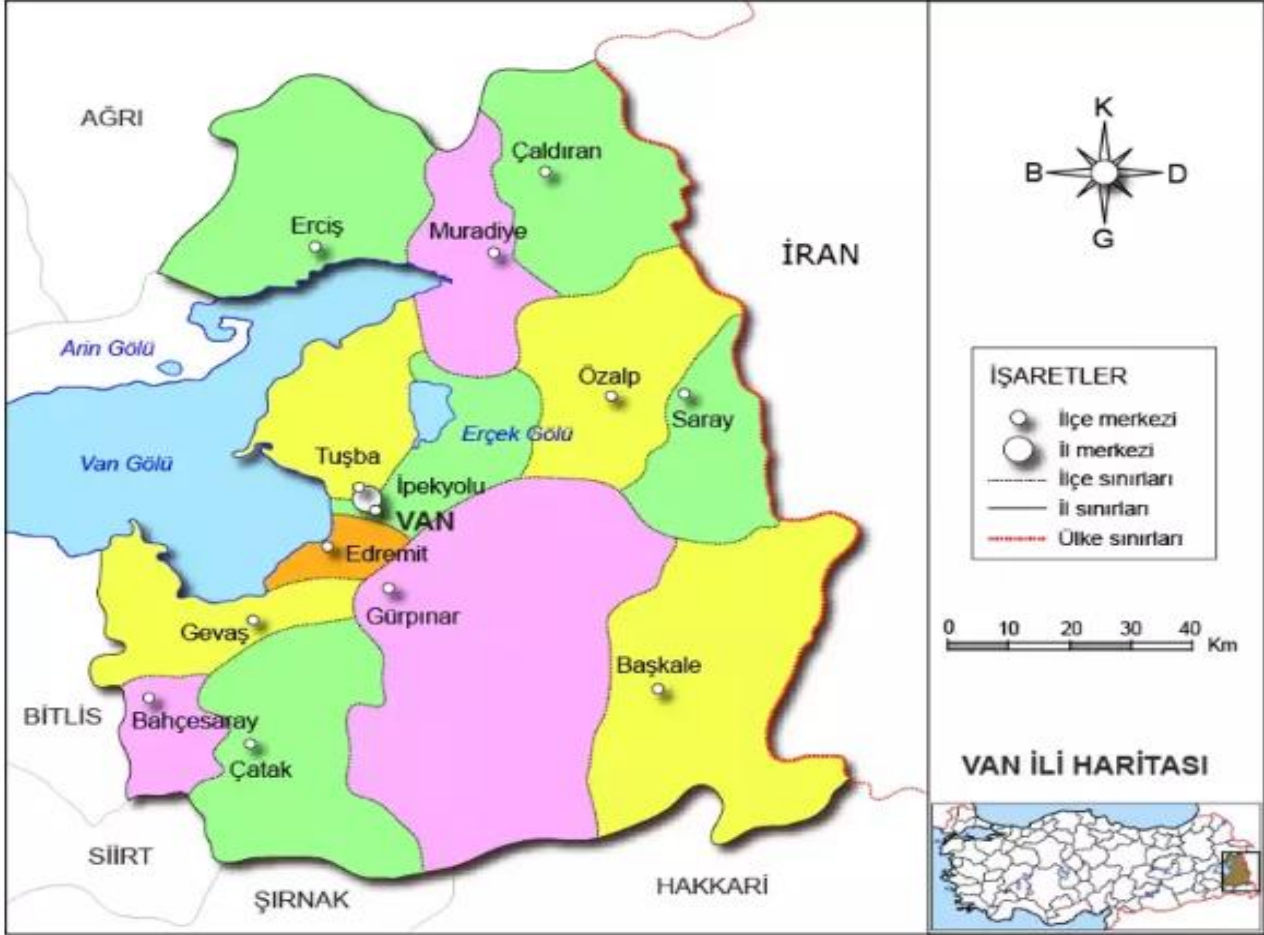 AĞRI
Çaldıran
Erciş
Muradiye
İRAN
Arin Gölü
Özalp
Saray
Erçek Gölü
Van Gölü
Tuşba
İpekyolu
VAN
Edremit
Gürpınar
Gevaş
Başkale
BİTLİS
Bahçesaray
Çatak
SİİRT
ŞIRNAK
HAKKARİ
K
B D
G
İŞARETLER
İlçe merkezi
İl merkezi
İlçe sınırları
İl sınırları
Ülke sınırları
0 10 20 30 40
Km
VAN İLİ HARİTASI